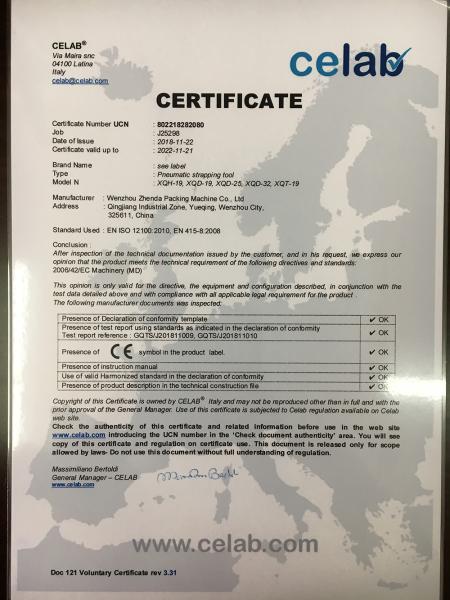 CELAB®
Via Maira snc
04100 Latina
Italy
celab@celab.com
celab
CERTIFICATE
Certificate Number UCN : 802218282080
Job : J25298
Date of Issue : 2018-11-22
Certificate valid up to : 2022-11-21
Brand Name : see label
Type : Pneumatic strapping tool
Model N : XQH-19, XQD-19, XQD-25, XQD-32, XQT-19
Manufacturer : Wenzhou Zhenda Packing Machine Co., Ltd
Address : Qingjiang Industrial Zone, Yueqing, Wenzhou City,
325611, China
Standard Used : EN ISO 12100:2010, EN 415-8:2008
Conclusion :
After inspection of the technical documentation issued by the customer, and in his request, we express our
opinion that the product meets the technical requirement of the following directives and standards:
2006/42/EC Machinery (MD)
This opinion is only valid for the directive, the equipment and configuration described, in conjunction with the
test data detailed above and with compliance with all applicable legal requirement for the product
The following manufacturer documents was inspected:
Presence of Declaration of conformity template ✔ OK
Presence of test report using standards as indicated in the declaration of conformity
Test report reference : GQTS/J201811009, GQTS/J201811010 ✔ OK
Presence of CE symbol in the product label. ✔ OK
Presence of instruction manual ✔ OK
Use of valid Harmonized standard in the declaration of conformity ✔ OK
Presence of product description in the technical construction file ✔ OK
Copyright of this Certificate is owned by CELAB® Italy and may not be reproduced other than in full and with the
prior approval of the General Manager. Use of this certificate is subjected to Celab regulation available on Celab
web site.
Check the authenticity of this certificate and related information before use in the web site
www.celab.com introducing the UCN number in the 'Check document authenticity' area. You will see
copy of this certificate and regulation on certificate use. This document is released only for scope
allowed by laws- Do not use this document without full understanding of regulation.
Massimiliano Bertoldi
General Manager – CELAB
www.celab.com
www.celab.com
Doc 121 Voluntary Certificate rev 3.31